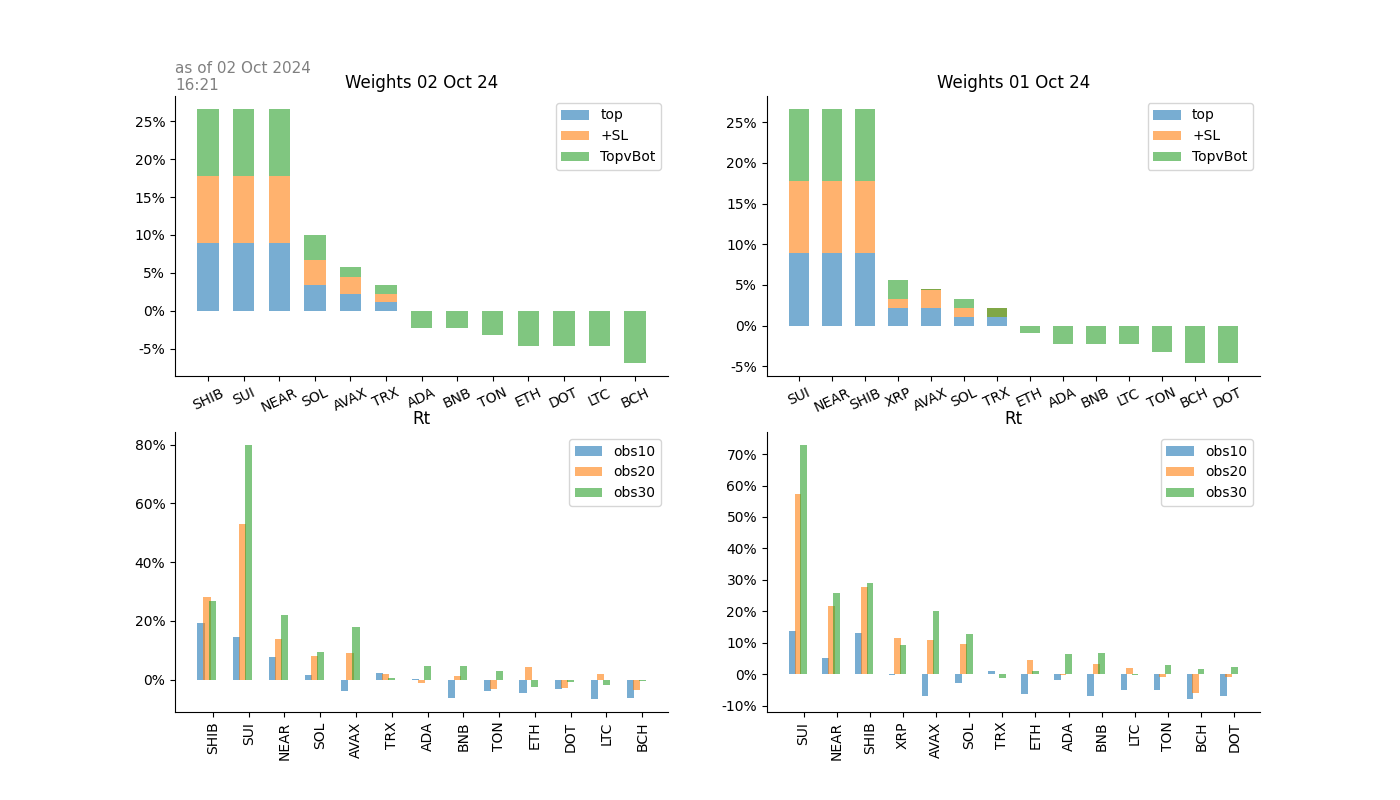 as of 02 Oct 2024
16:21
Weights 02 Oct 24
top
+SL
TopvBot
25%
20%
15%
10%
5%
0%
-5%
SHIB SUI NEAR SOL AVAX TRX ADA BNB TON ETH DOT LTC BCH
Weights 01 Oct 24
top
+SL
TopvBot
25%
20%
15%
10%
5%
0%
-5%
SUI NEAR SHIB XRP AVAX SOL TRX ETH ADA BNB LTC TON BCH DOT
Rt
obs10
obs20
obs30
80%
60%
40%
20%
0%
SHIB SUI NEAR SOL AVAX TRX ADA BNB TON ETH DOT LTC BCH
Rt
obs10
obs20
obs30
70%
60%
50%
40%
30%
20%
10%
0%
-10%
SUI NEAR SHIB XRP AVAX SOL TRX ETH ADA BNB LTC TON BCH DOT